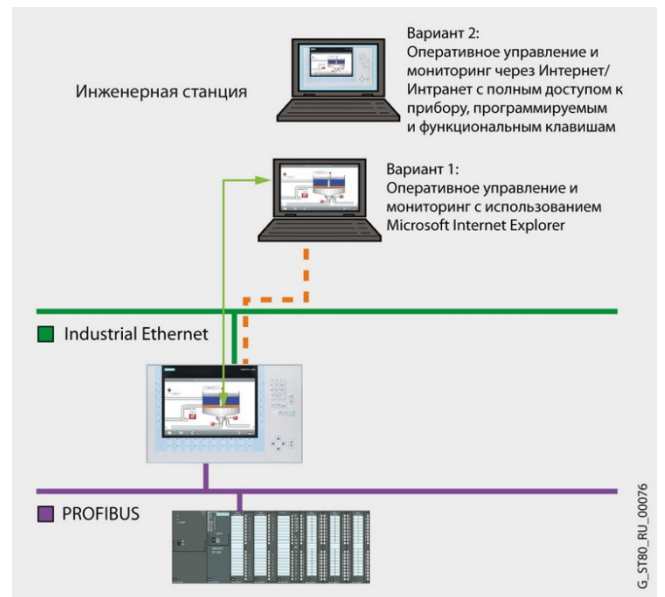 Вариант 2:
Оперативное управление и
мониторинг через Интернет/
Интранет с полным доступом к
прибору, программируемым
и функциональным клавишам
Инженерная станция
Вариант 1:
Оперативное управление и
мониторинг с использованием
Microsoft Internet Explorer
Industrial Ethernet
PROFIBUS
G_ST80_RU_00076